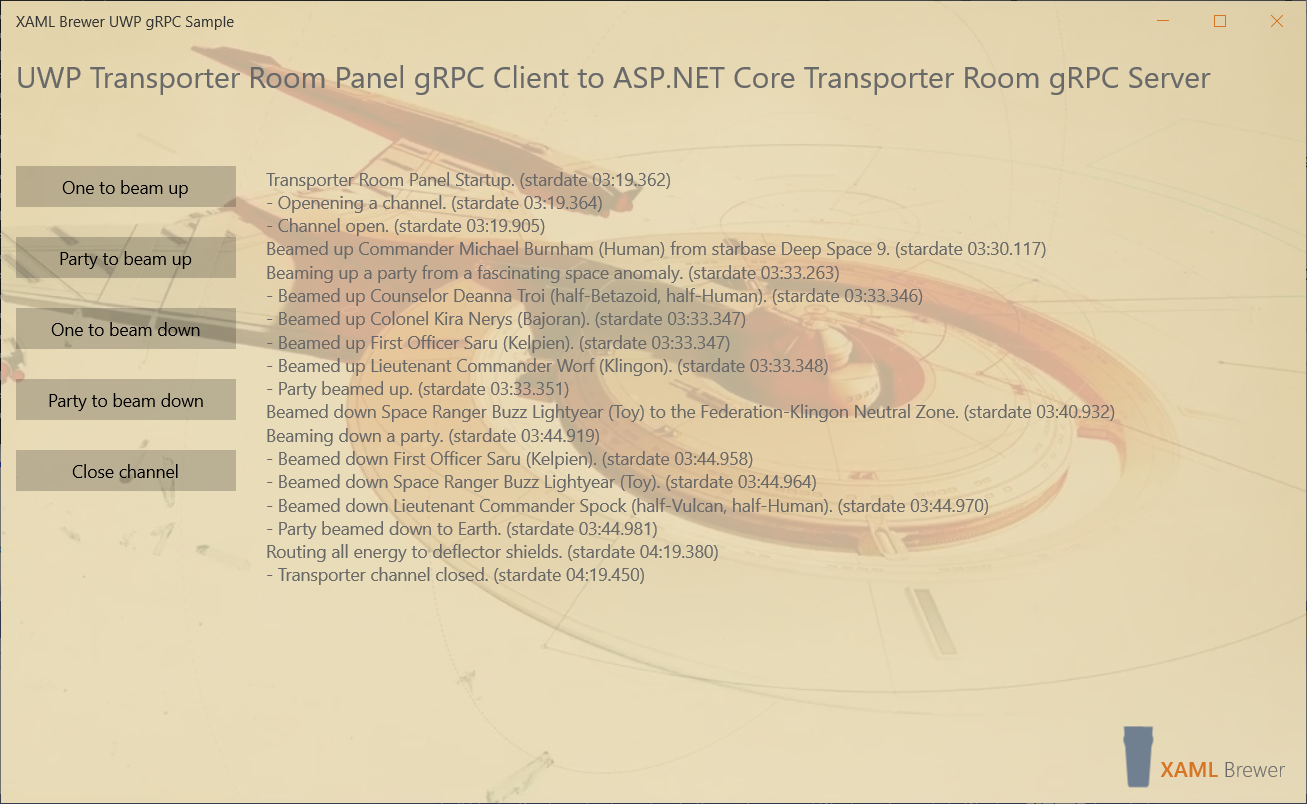 XAML Brewer UWP gRPC Sample
UWP Transporter Room Panel gRPC Client to ASP.NET Core Transporter Room gRPC Server
One to beam up
Party to beam up
One to beam down
Party to beam down
Close channel
Transporter Room Panel Startup. (stardate 03:19.362)
- Openening a channel. (stardate 03:19.364)
- Channel open. (stardate 03:19.905)
Beamed up Commander Michael Burnham (Human) from starbase Deep Space 9. (stardate 03:30.117)
Beaming up a party from a fascinating space anomaly. (stardate 03:33.263)
- Beamed up Counselor Deanna Troi (half-Betazoid, half-Human). (stardate 03:33.346)
- Beamed up Colonel Kira Nerys (Bajoran). (stardate 03:33.347)
- Beamed up First Officer Saru (Kelpien). (stardate 03:33.347)
- Beamed up Lieutenant Commander Worf (Klingon). (stardate 03:33.348)
- Party beamed up. (stardate 03:33.351)
Beamed down Space Ranger Buzz Lightyear (Toy) to the Federation-Klingon Neutral Zone. (stardate 03:40.932)
Beaming down a party. (stardate 03:44.919)
- Beamed down First Officer Saru (Kelpien). (stardate 03:44.958)
- Beamed down Space Ranger Buzz Lightyear (Toy). (stardate 03:44.964)
- Beamed down Lieutenant Commander Spock (half-Vulcan, half-Human). (stardate 03:44.970)
- Party beamed down to Earth. (stardate 03:44.981)
Routing all energy to deflector shields. (stardate 04:19.380)
- Transporter channel closed. (stardate 04:19.450)
XAML Brewer